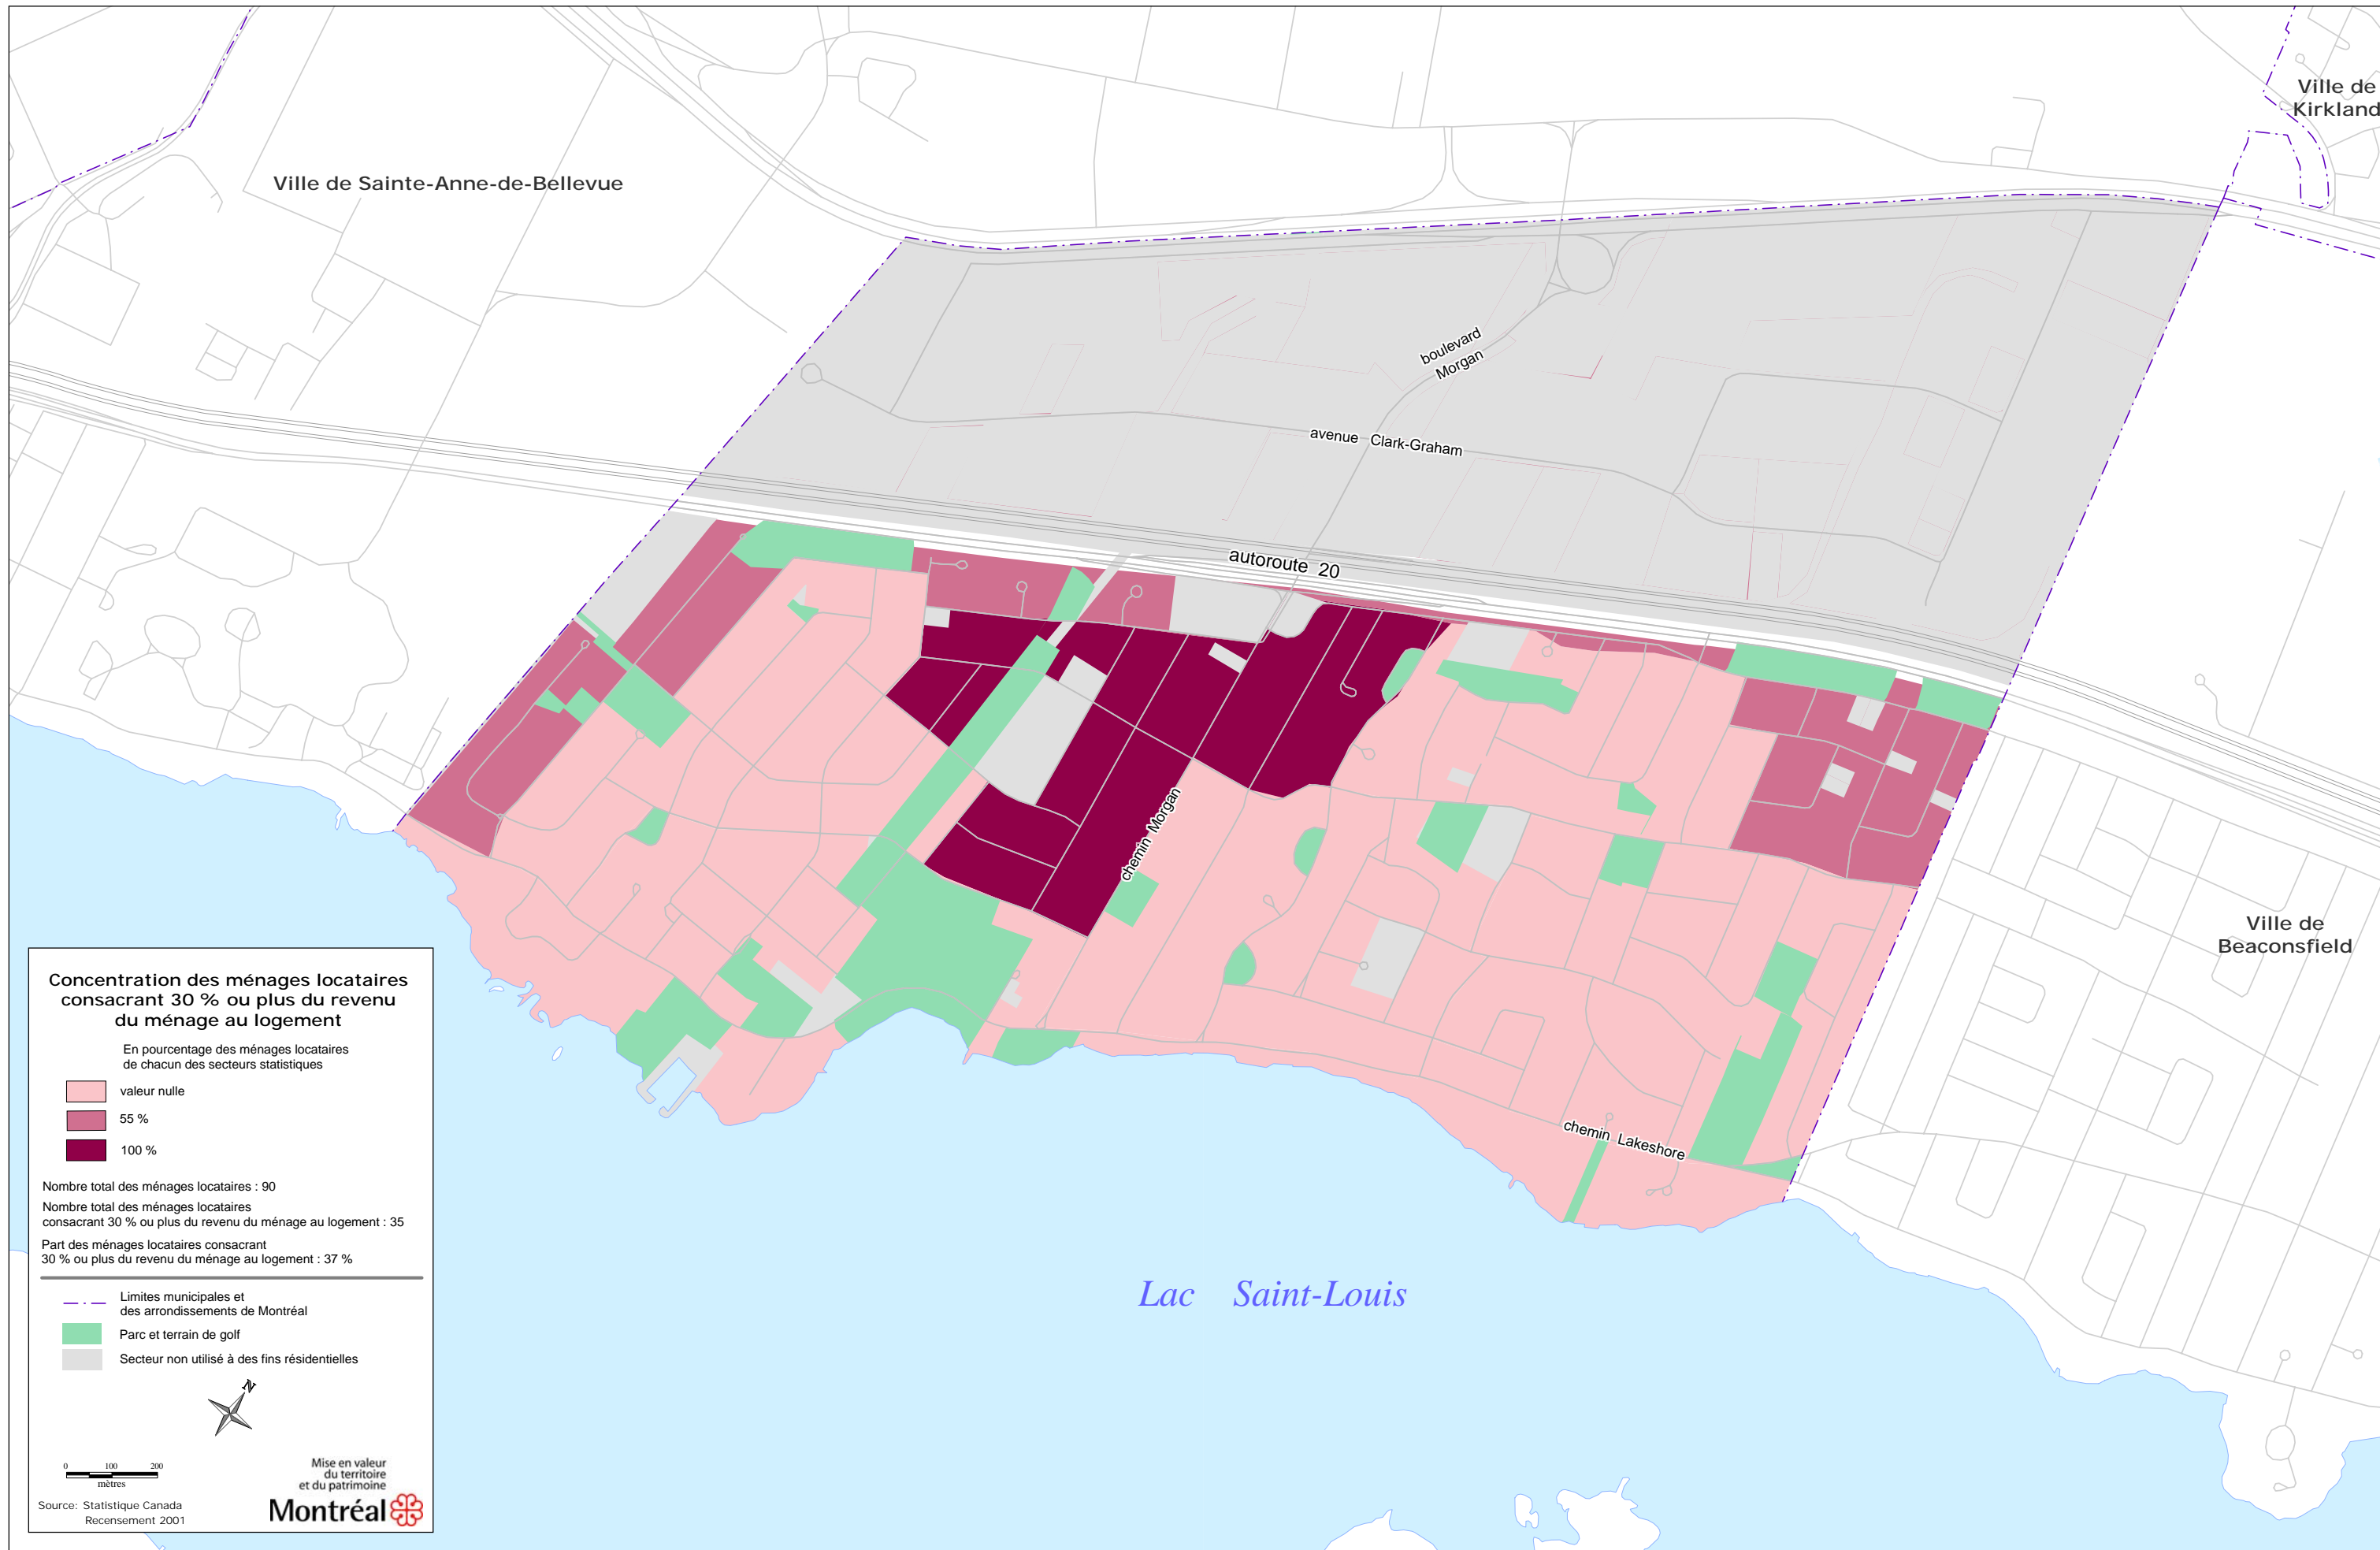 Ville de
Kirkland
Ville de Sainte-Anne-de-Bellevue
boulevard
Morgan
avenue Clark-Graham
autoroute 20
chemin Morgan
Ville de
Beaconsfield
chemin Lakeshore
Lac Saint-Louis
Concentration des ménages locataires
consacrant 30 % ou plus du revenu
du ménage au logement
En pourcentage des ménages locataires
de chacun des secteurs statistiques
valeur nulle
55 %
100 %
Nombre total des ménages locataires : 90
Nombre total des ménages locataires
consacrant 30 % ou plus du revenu du ménage au logement : 35
Part des ménages locataires consacrant
30 % ou plus du revenu du ménage au logement : 37 %
Limites municipales et
des arrondissements de Montréal
Parc et terrain de golf
Secteur non utilisé à des fins résidentielles
N
0 100 200
mètres
Source: Statistique Canada
Recensement 2001
Mise en valeur
du territoire
et du patrimoine
Montréal